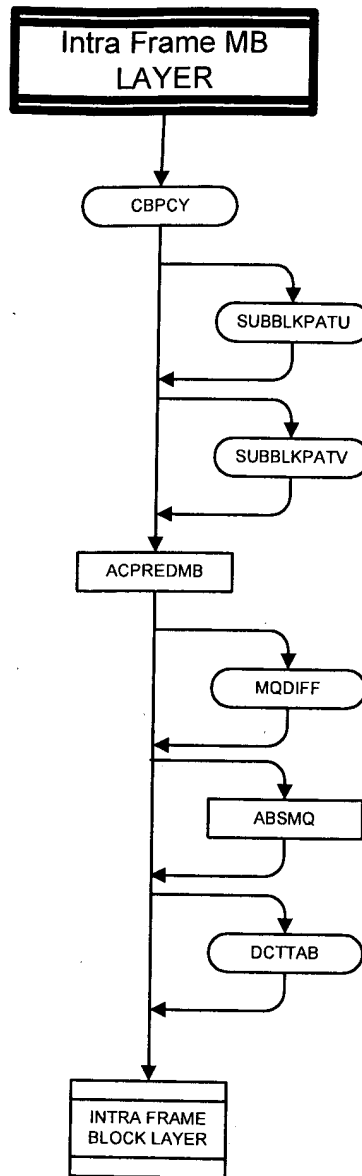 Intra Frame MB
LAYER
CBPCY
SUBBLKPATU
SUBBLKPATV
ACPREDMB
MQDIFF
ABSMQ
DCTTAB
INTRA FRAME
BLOCK LAYER